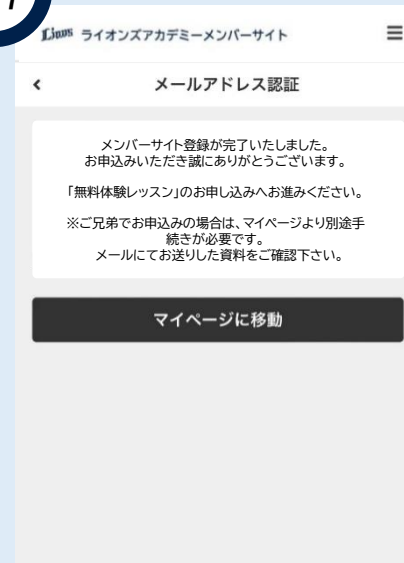 Lions ライオンズアカデミーメンバーサイト
メールアドレス認証
メンバーサイト登録が完了いたしました。
お申込みいただき誠にありがとうございます。
「無料体験レッスン」のお申し込みへお進みください。
※ご兄弟でお申込みの場合は、マイページより別途手
続きが必要です。
メールにてお送りした資料をご確認下さい。
マイページに移動